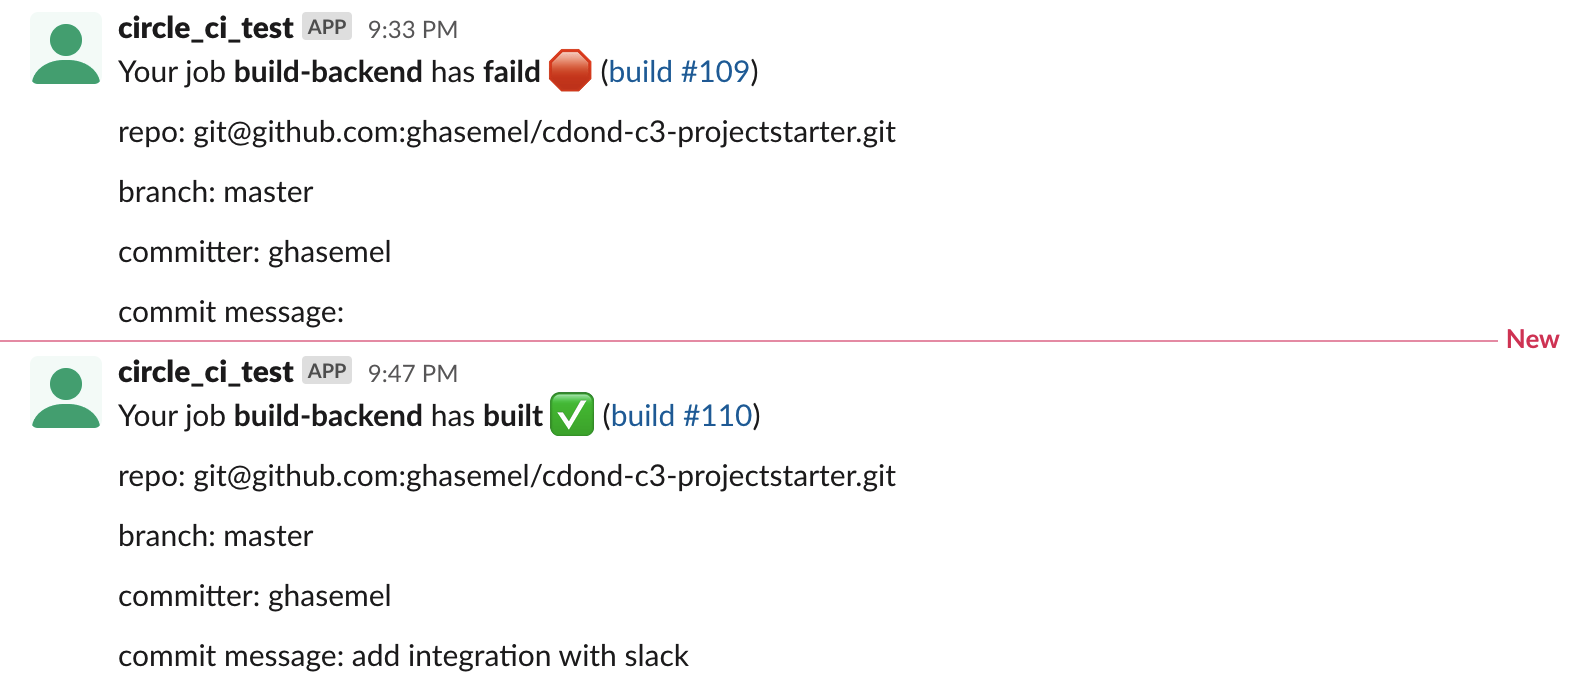 circle_ci_test APP 9:33 PM
Your job build-backend has faild (build #109)
repo: git@github.com:ghasemel/cdond-c3-projectstarter.git
branch: master
committer: ghasemel
commit message:
New
circle_ci_test APP 9:47 PM
Your job build-backend has built (build #110)
repo: git@github.com:ghasemel/cdond-c3-projectstarter.git
branch: master
committer: ghasemel
commit message: add integration with slack